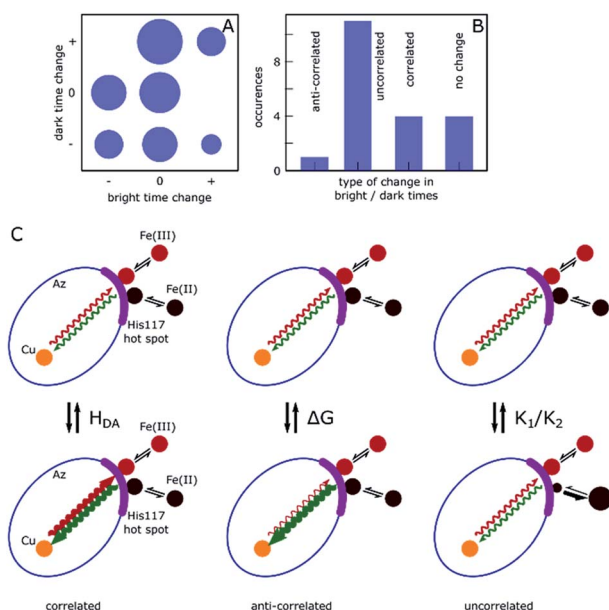 A
+
0
-
dark time change
-
0
+
bright time change
B
8
4
0
occurences
anti-correlated
uncorrelated
correlated
no change
type of change in
bright / dark times
C
Fe(III)
Az
Fe(II)
His117
hot spot
Cu
H_DA
ΔG
K₁/K₂
Fe(III)
Az
Fe(II)
His117
hot spot
Cu
correlated
anti-correlated
uncorrelated